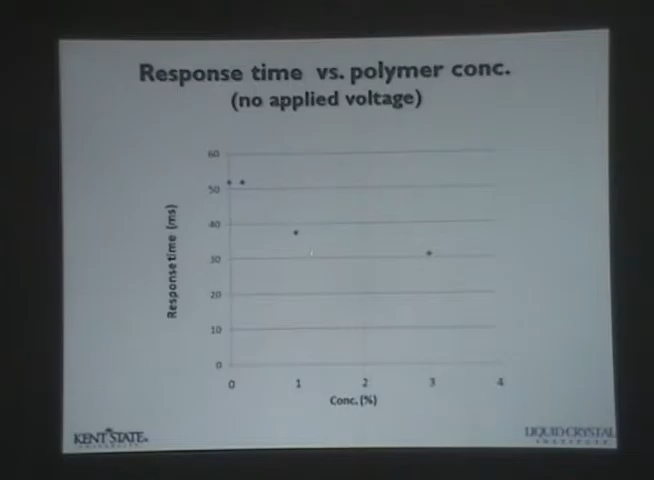 Response time vs. polymer conc.
(no applied voltage)
60
50
40
30
20
10
0
Response time (ms)
0 1 2 3 4
Conc. (%)
KENT STATE
LIQUID CRYSTAL
INSTITUTE